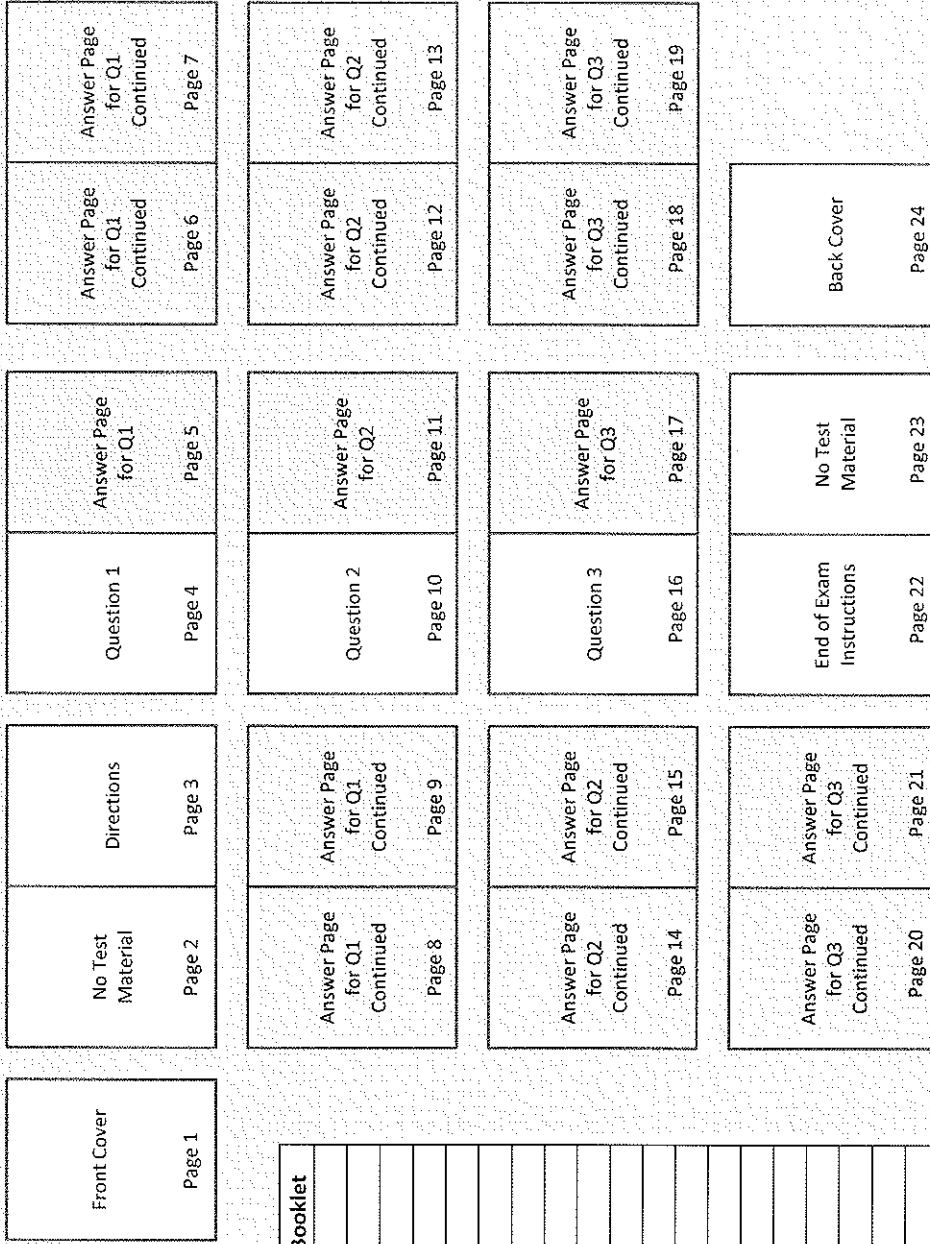 Front Cover
Page 1
No Test
Material
Page 2
Directions
Page 3
Question 1
Page 4
Answer Page
for Q1
Page 5
Answer Page
for Q1
Continued
Page 6
Answer Page
for Q1
Continued
Page 7
Booklet
Answer Page
for Q1
Continued
Page 8
Answer Page
for Q1
Continued
Page 9
Question 2
Page 10
Answer Page
for Q2
Page 11
Answer Page
for Q2
Continued
Page 12
Answer Page
for Q2
Continued
Page 13
Answer Page
for Q2
Continued
Page 14
Answer Page
for Q2
Continued
Page 15
Question 3
Page 16
Answer Page
for Q3
Page 17
Answer Page
for Q3
Continued
Page 18
Answer Page
for Q3
Continued
Page 19
Answer Page
for Q3
Continued
Page 20
Answer Page
for Q3
Continued
Page 21
End of Exam
Instructions
Page 22
No Test
Material
Page 23
Back Cover
Page 24